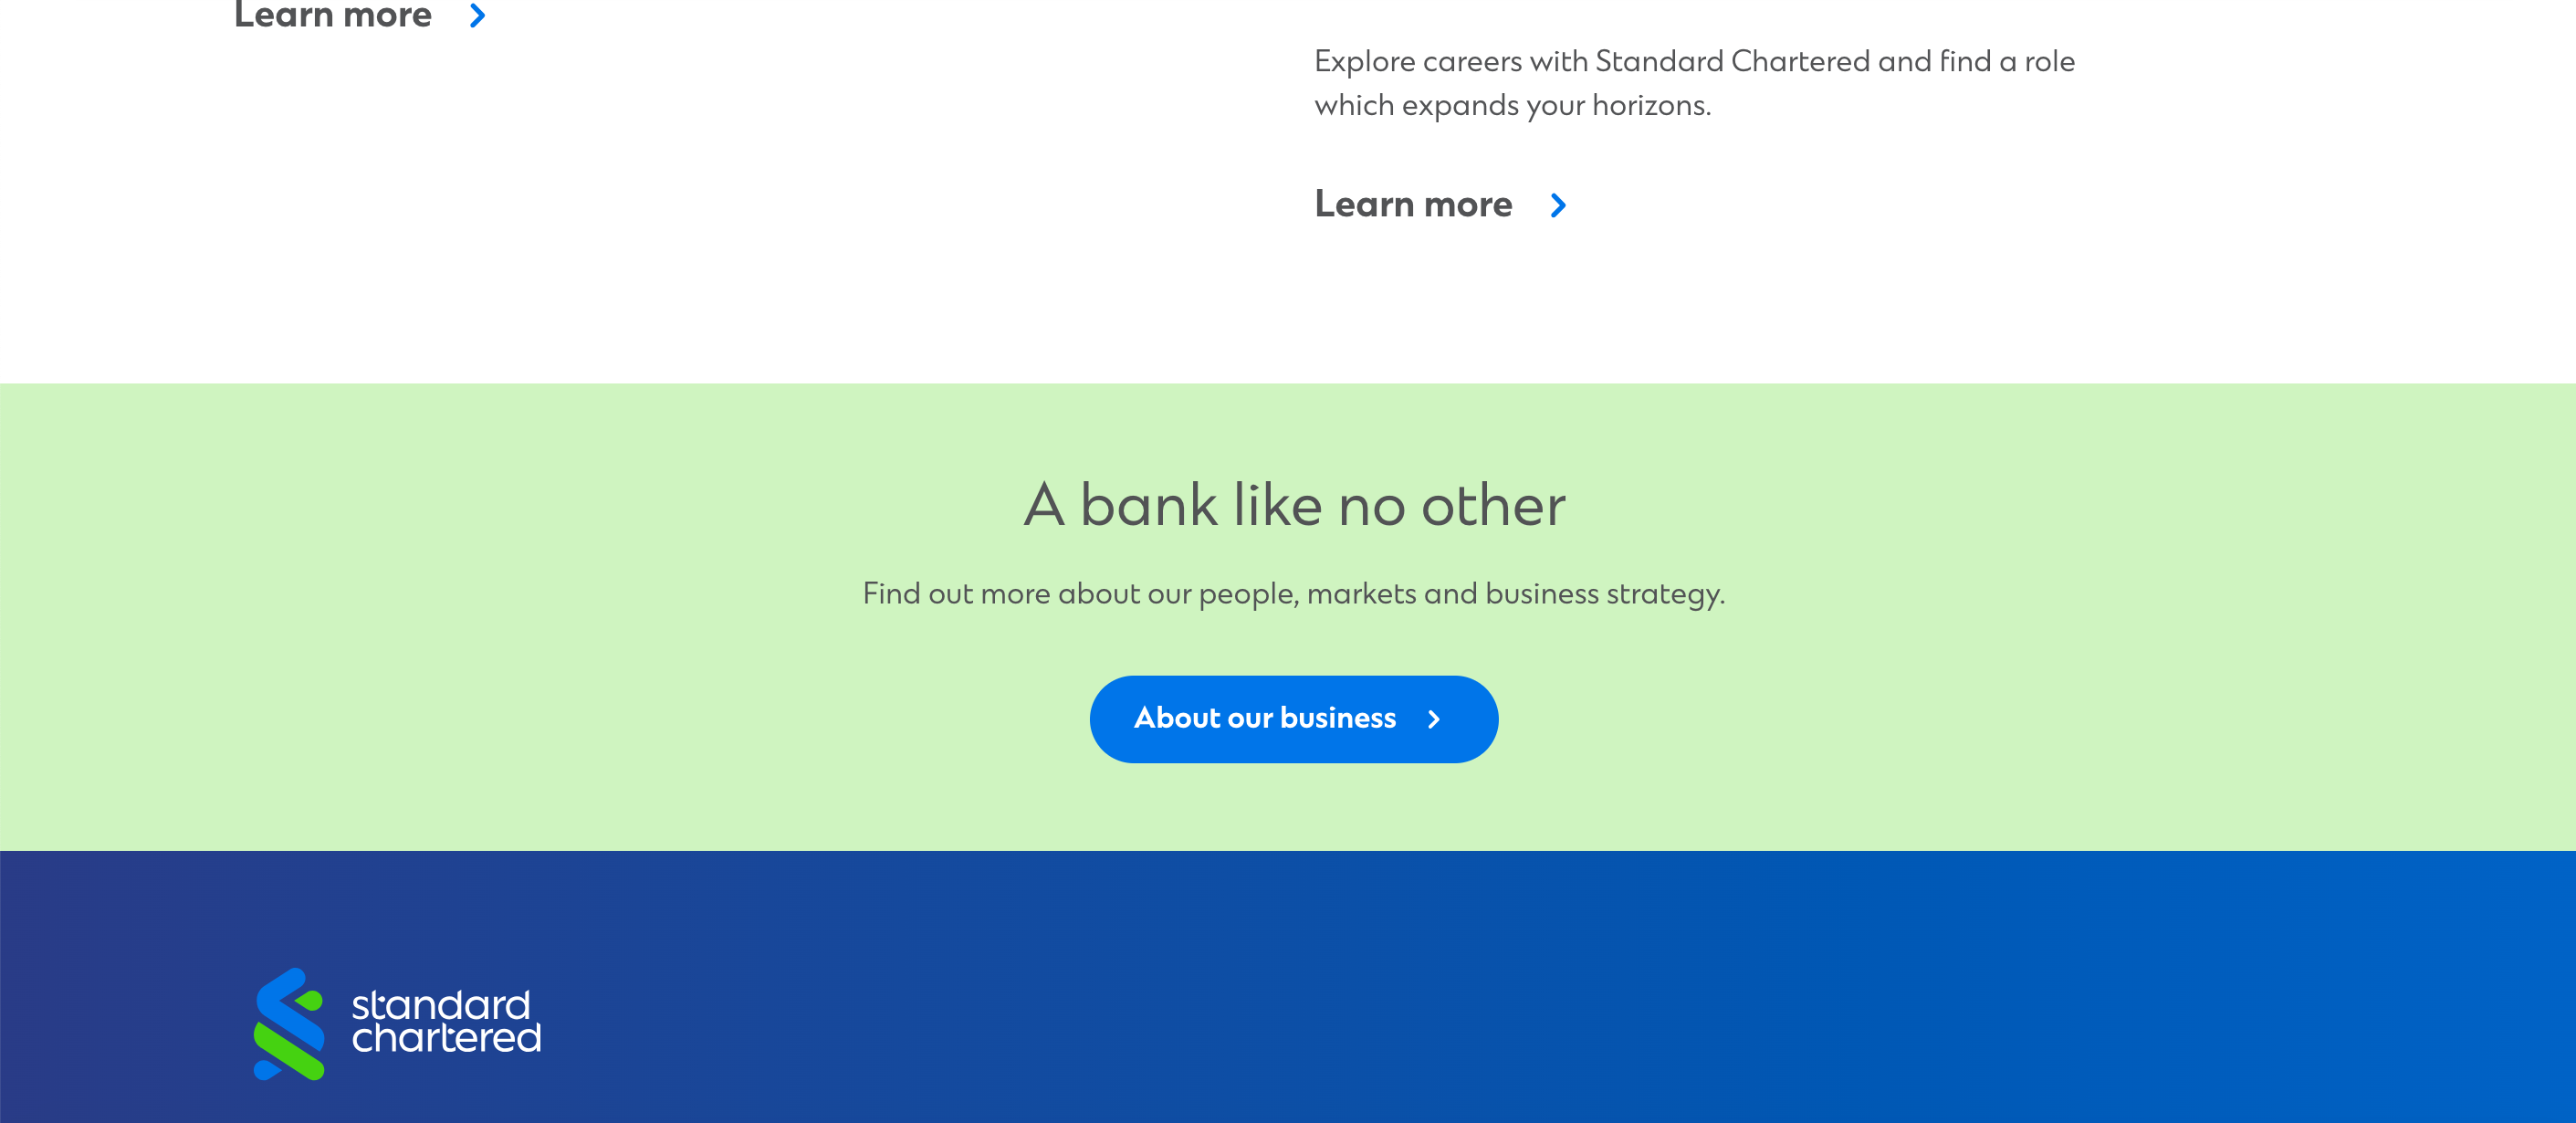 Learn more
Explore careers with Standard Chartered and find a role
which expands your horizons.
Learn more
A bank like no other
Find out more about our people, markets and business strategy.
About our business
standard
chartered